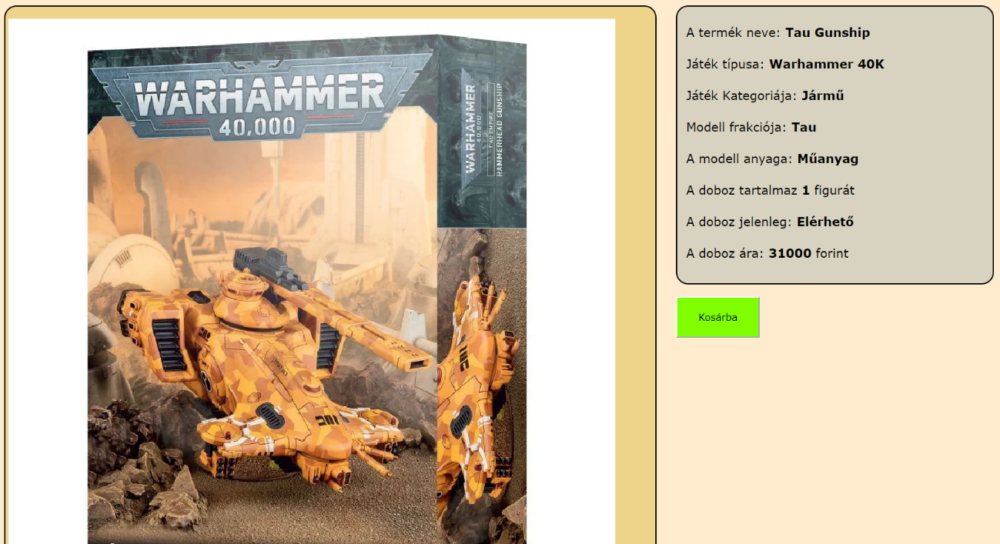 WARHAMMER
40,000
WARHAMMER
40,000
T'AU EMPIRE
HAMMERHEAD GUNSHIP
A termék neve: Tau Gunship
Játék típusa: Warhammer 40K
Játék Kategoriája: Jármű
Modell frakciója: Tau
A modell anyaga: Műanyag
A doboz tartalmaz 1 figurát
A doboz jelenleg: Elérhető
A doboz ára: 31000 forint
Kosárba